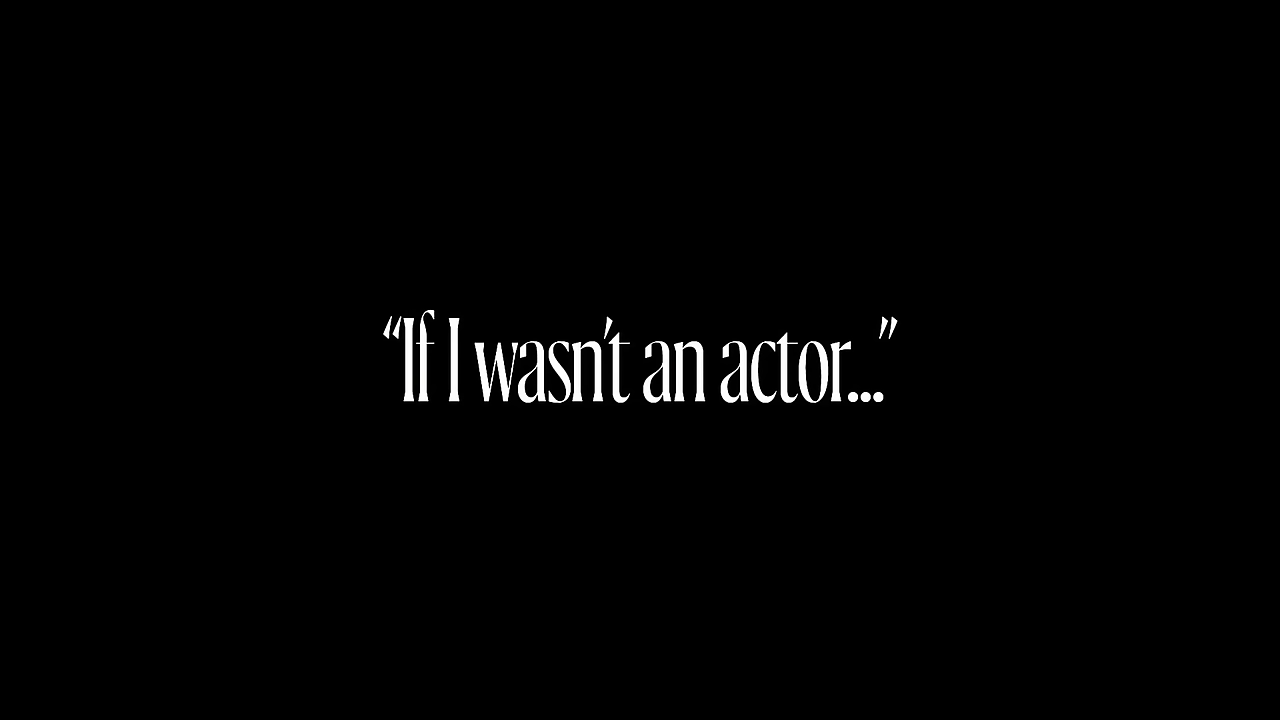 “If I wasn’t an actor...”